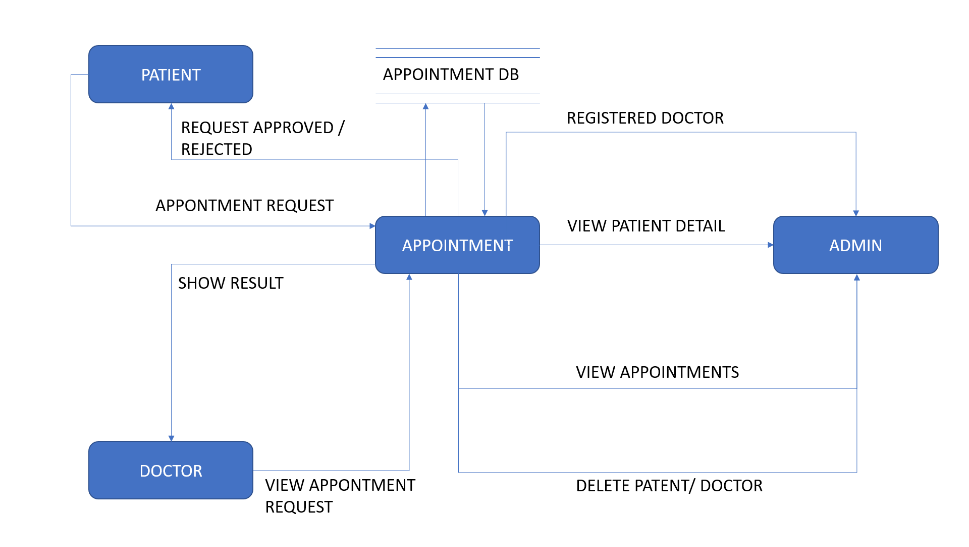 PATIENT
APPOINTMENT DB
REQUEST APPROVED /
REJECTED
REGISTERED DOCTOR
APPONTMENT REQUEST
APPOINTMENT
VIEW PATIENT DETAIL
ADMIN
SHOW RESULT
VIEW APPOINTMENTS
DOCTOR
VIEW APPONTMENT
REQUEST
DELETE PATENT/ DOCTOR